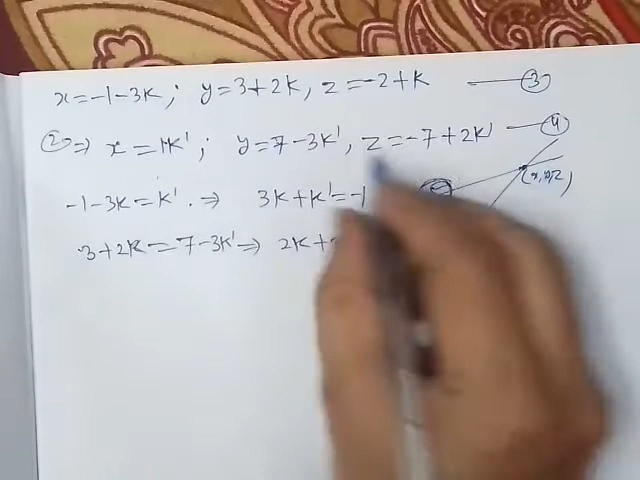 x=-1-3k; y=3+2k, z=-2+k —③
②⇒ x=1k'; y=7-3k', z=-7+2k' —④
-1-3k=k'. ⇒ 3k+k'=-1
(x,y,z)
3+2k=7-3k'⇒ 2k+